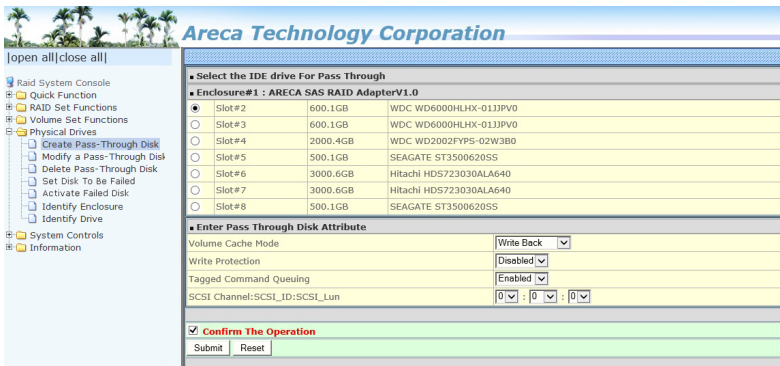 Areca Technology Corporation
|open all|close all|
Raid System Console
Quick Function
RAID Set Functions
Volume Set Functions
Physical Drives
Create Pass-Through Disk
Modify a Pass-Through Disk
Delete Pass-Through Disk
Set Disk To Be Failed
Activate Failed Disk
Identify Enclosure
Identify Drive
System Controls
Information
Select the IDE drive For Pass Through
Enclosure#1 : ARECA SAS RAID AdapterV1.0
Slot#2 600.1GB WDC WD6000HLHX-01JJPV0
Slot#3 600.1GB WDC WD6000HLHX-01JJPV0
Slot#4 2000.4GB WDC WD2002FYPS-02W3B0
Slot#5 500.1GB SEAGATE ST3500620SS
Slot#6 3000.6GB Hitachi HDS723030ALA640
Slot#7 3000.6GB Hitachi HDS723030ALA640
Slot#8 500.1GB SEAGATE ST3500620SS
Enter Pass Through Disk Attribute
Volume Cache Mode Write Back
Write Protection Disabled
Tagged Command Queuing Enabled
SCSI Channel:SCSI_ID:SCSI_Lun 0 : 0 : 0
Confirm The Operation
Submit Reset